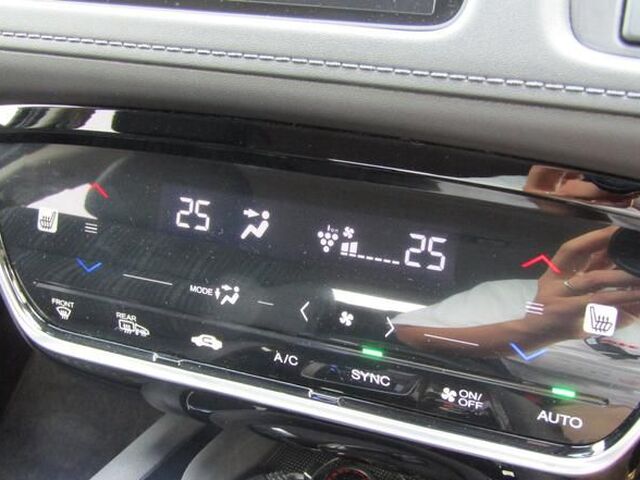 25
25
MODE
FRONT
REAR
A/C
SYNC
ON/
OFF
AUTO